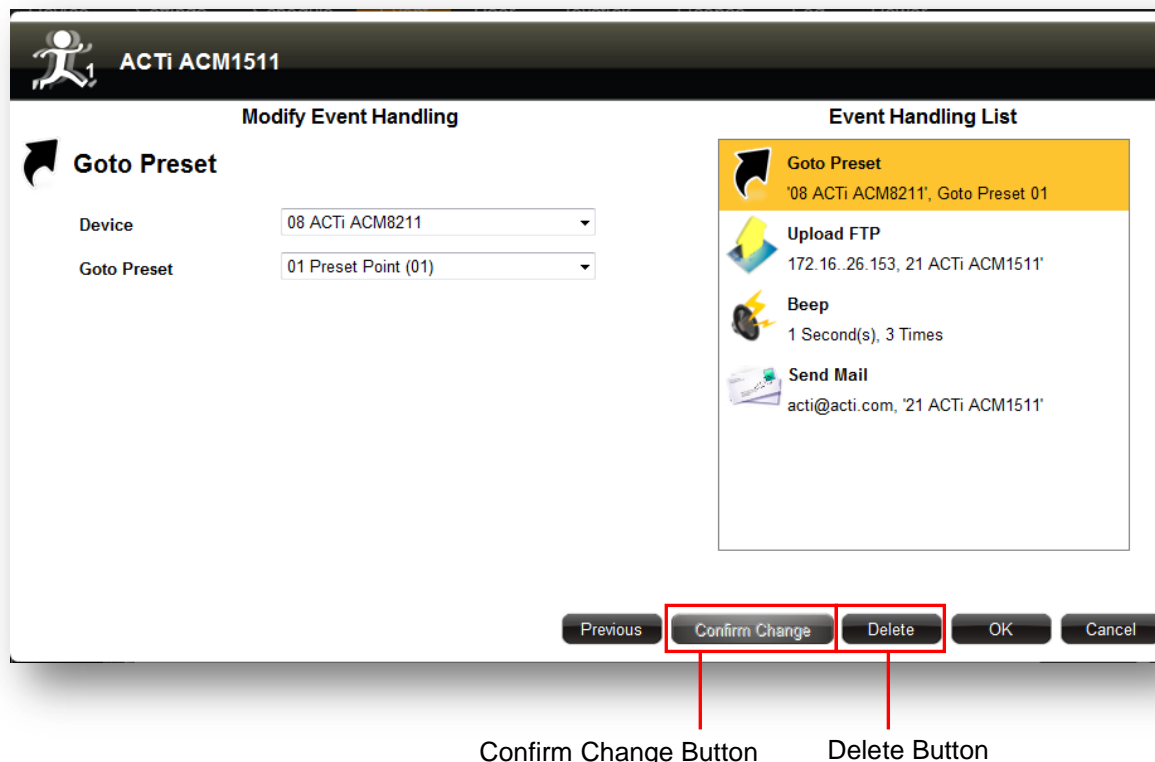 ACTi ACM1511
1
Modify Event Handling
Goto Preset
Device
08 ACTi ACM8211
Goto Preset
01 Preset Point (01)
Event Handling List
Goto Preset
'08 ACTi ACM8211', Goto Preset 01
Upload FTP
172.16..26.153, 21 ACTi ACM1511'
Beep
1 Second(s), 3 Times
Send Mail
acti@acti.com, '21 ACTi ACM1511'
Previous
Confirm Change
Delete
OK
Cancel
Confirm Change Button
Delete Button